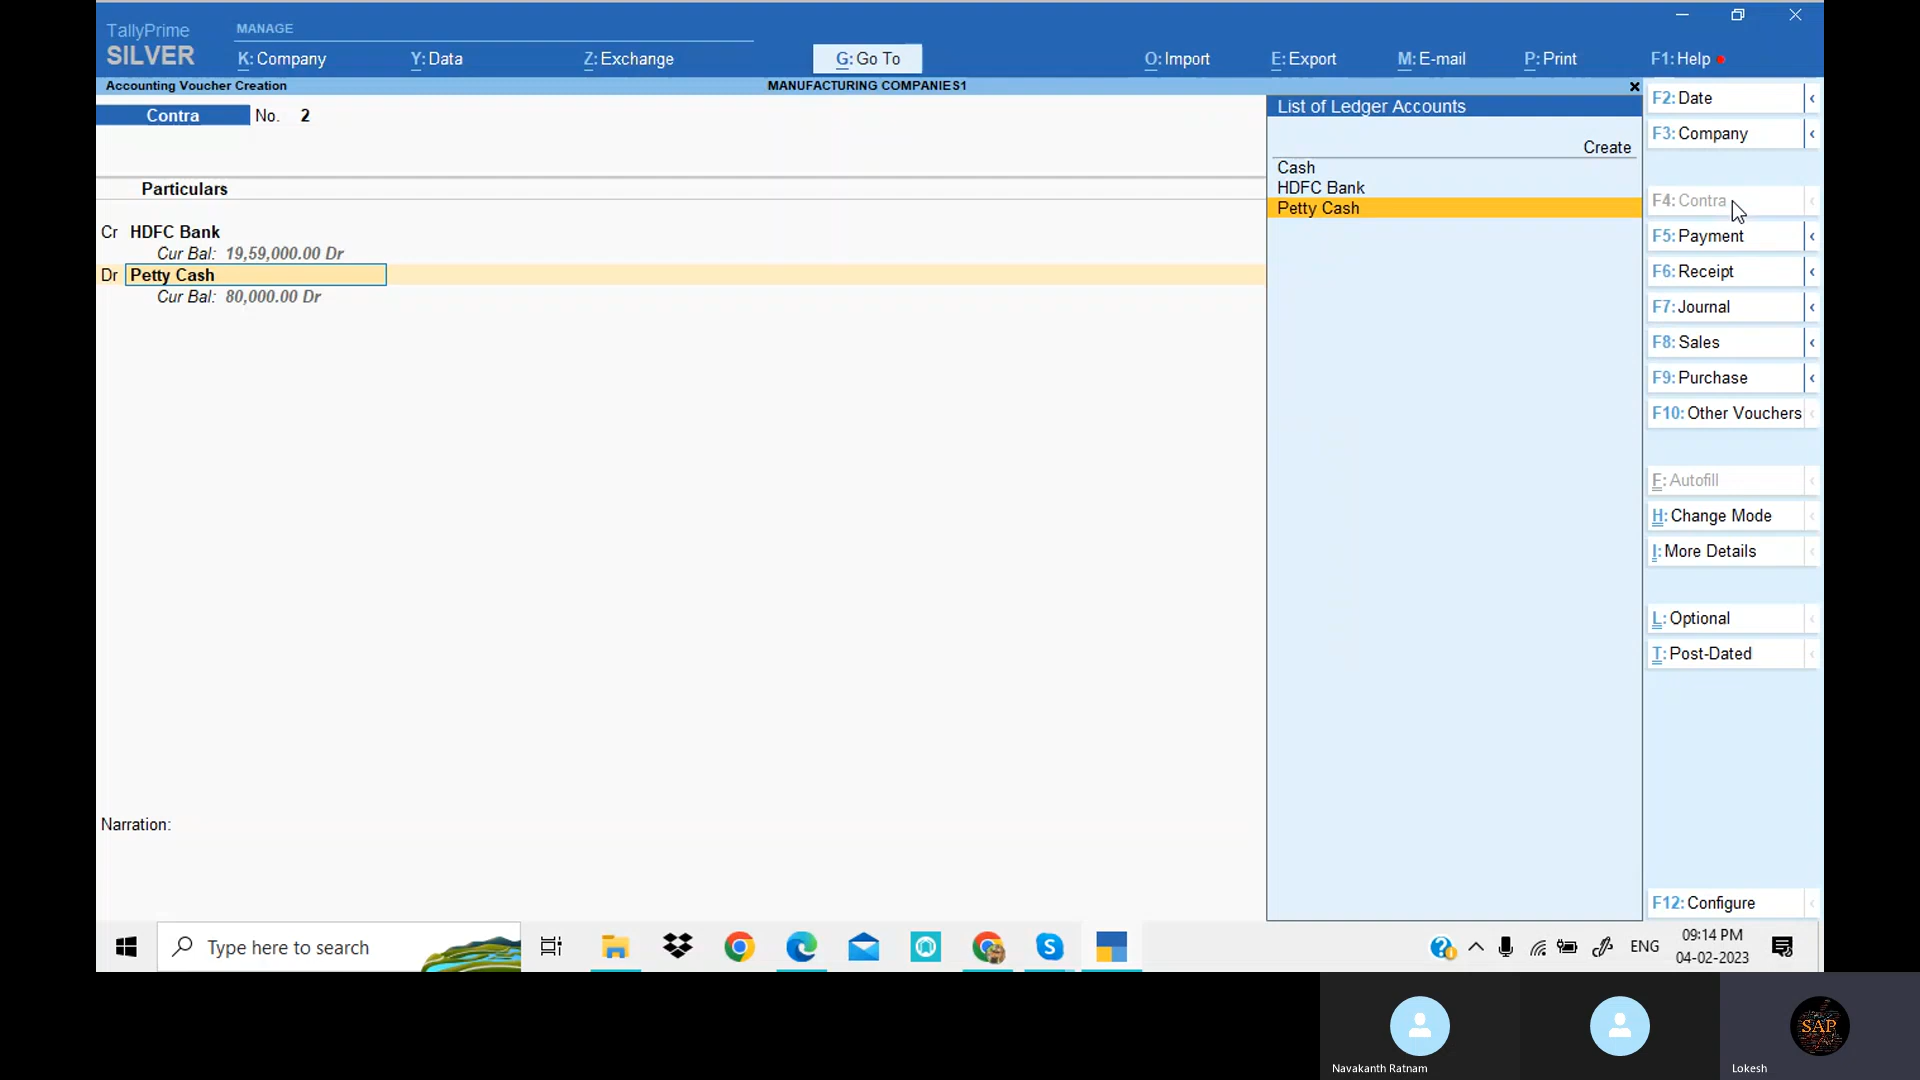 TallyPrime
SILVER
MANAGE
K: Company
Y: Data
Z: Exchange
G: Go To
O: Import
E: Export
M: E-mail
P: Print
F1: Help
Accounting Voucher Creation
MANUFACTURING COMPANIES1
Contra No. 2
Particulars
Cr HDFC Bank
Cur Bal: 19,59,000.00 Dr
Dr Petty Cash
Cur Bal: 80,000.00 Dr
Narration:
List of Ledger Accounts
Create
Cash
HDFC Bank
Petty Cash
F2: Date
F3: Company
F4: Contra
F5: Payment
F6: Receipt
F7: Journal
F8: Sales
F9: Purchase
F10: Other Vouchers
F: Autofill
H: Change Mode
I: More Details
L: Optional
T: Post-Dated
F12: Configure
Type here to search
ENG
09:14 PM
04-02-2023
Navakanth Ratnam
SAP
Lokesh